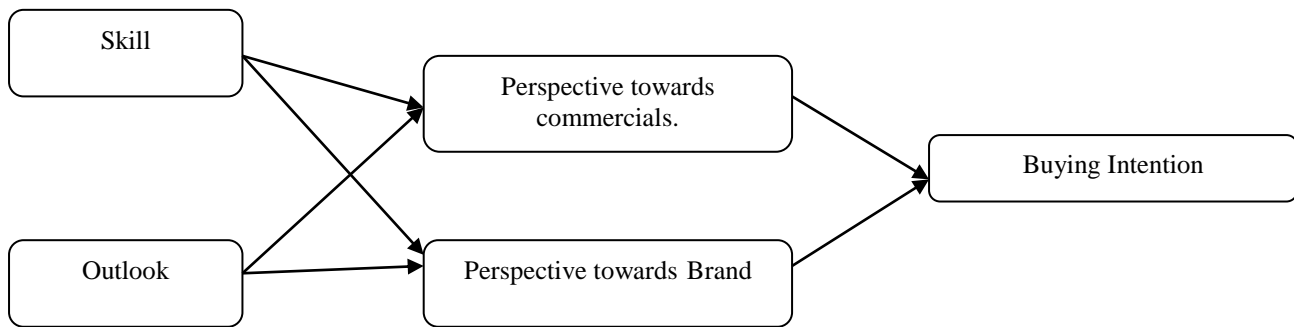 Skill
Perspective towards
commercials.
Buying Intention
Outlook
Perspective towards Brand